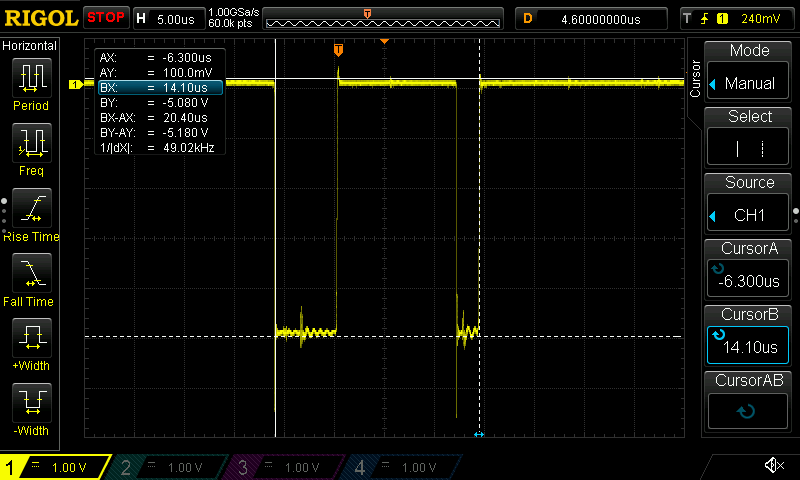 RIGOL STOP H 5.00us 1.00GSa/s 60.0k pts T D 4.60000000us T 1 240mV
Horizontal
Period
Freq
Rise Time
Fall Time
+Width
-Width
AX: = -6.300us
AY: = 100.0mV
BX: = 14.10us
BY: = -5.080 V
BX-AX: = 20.40us
BY-AY: = -5.180 V
1/|dX|: = 49.02kHz
T
1
Cursor
Mode
Manual
Select
Source
CH1
CursorA
-6.300us
CursorB
14.10us
CursorAB
1 = 1.00 V 2 = 1.00 V 3 = 1.00 V 4 = 1.00 V